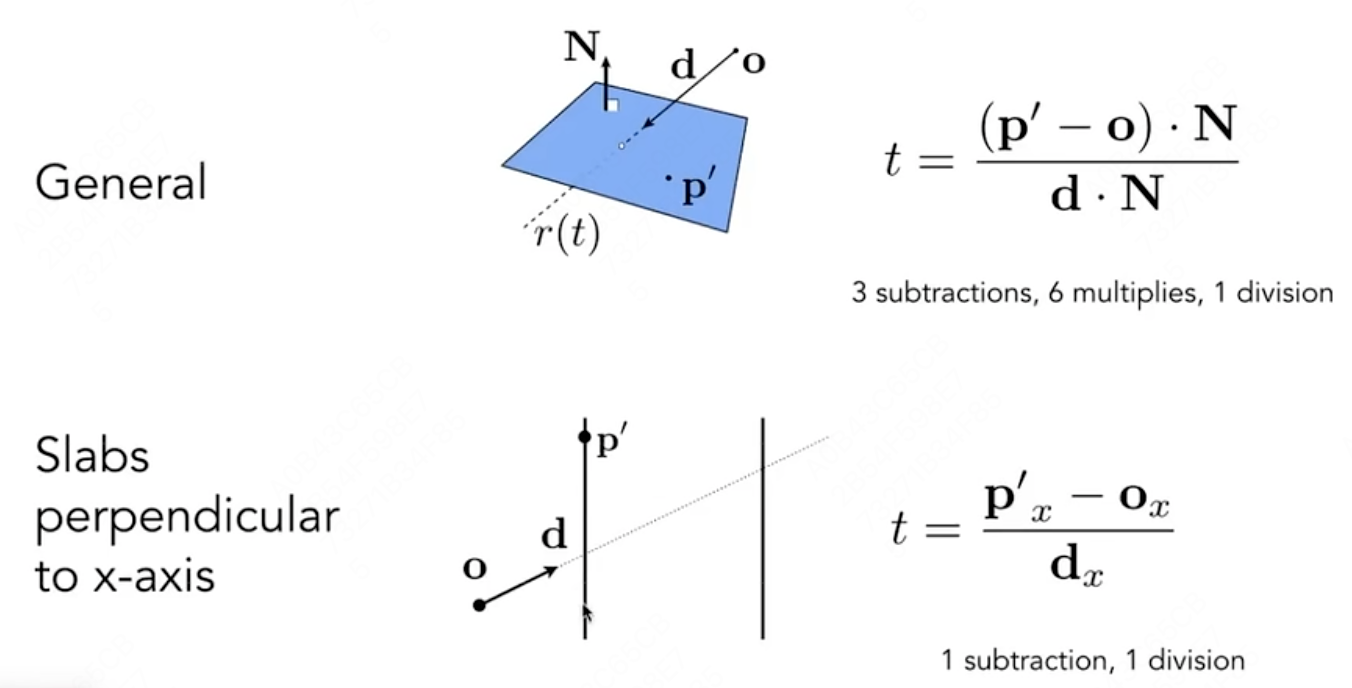 General
N
d
o
p′
r(t)
t = (p′ − o) · N / d · N
3 subtractions, 6 multiplies, 1 division
Slabs
perpendicular
to x-axis
p′
d
o
t = p′x − ox / dx
1 subtraction, 1 division